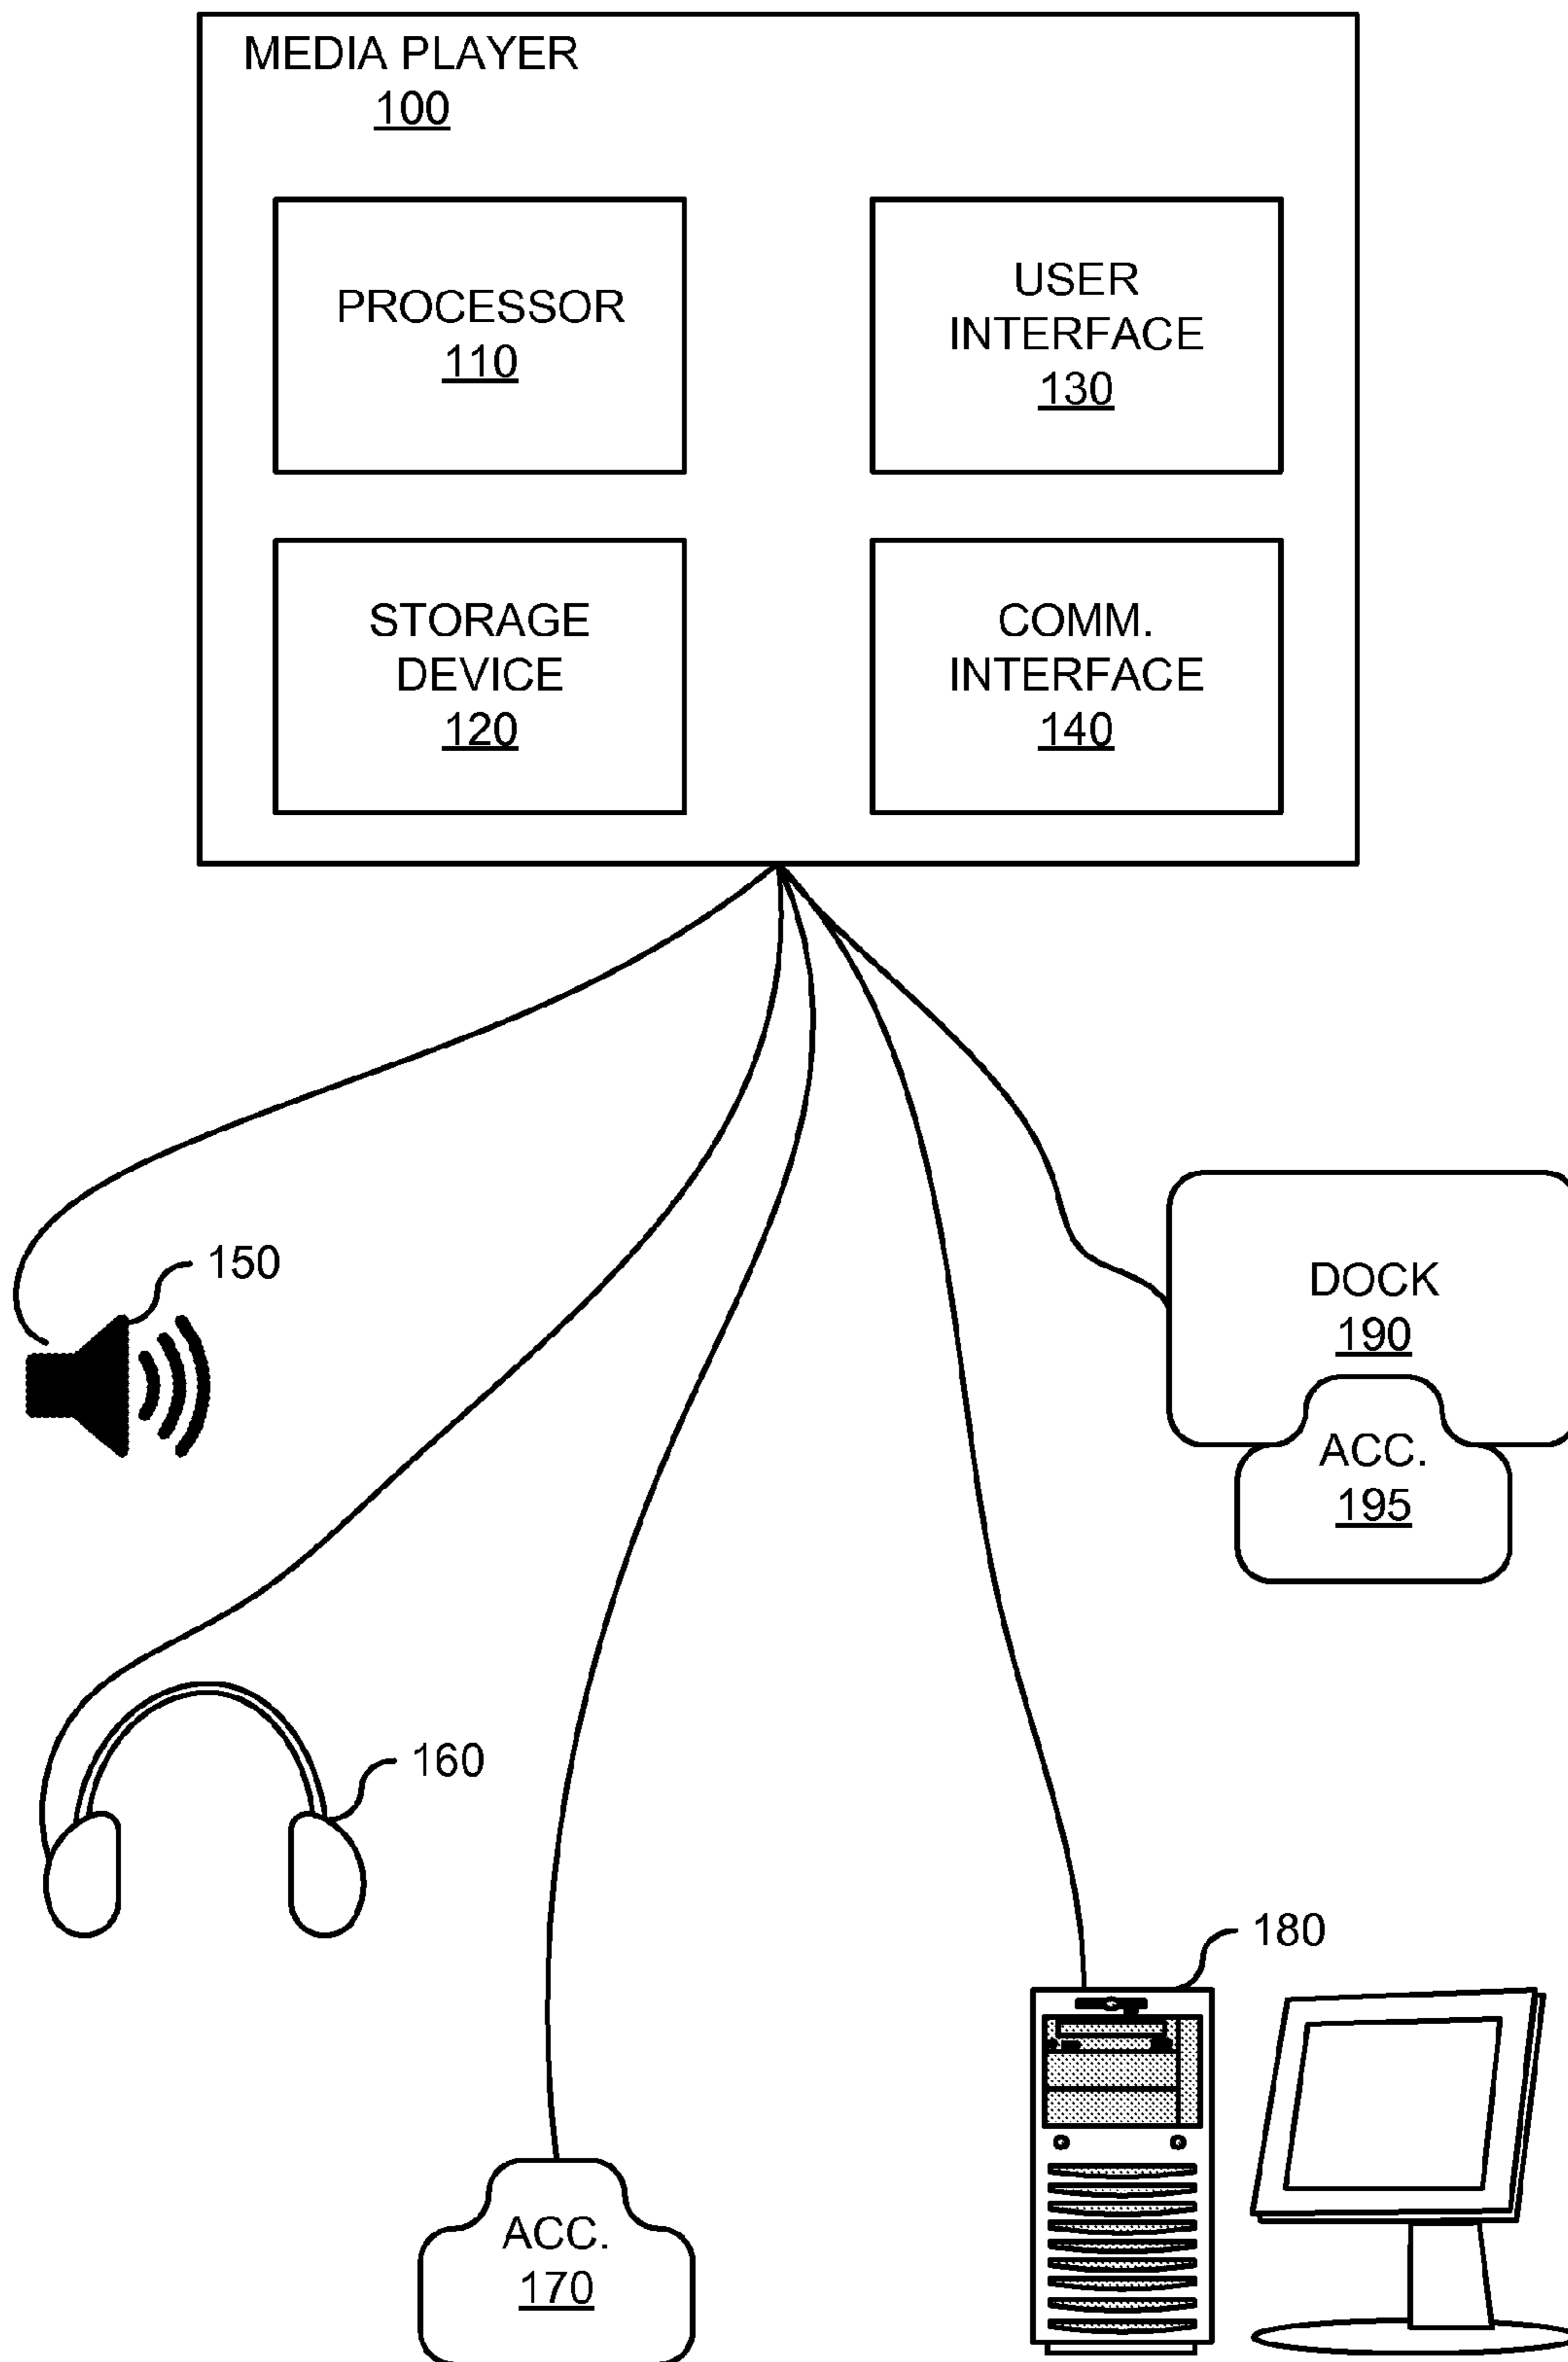 MEDIA PLAYER
100
PROCESSOR
110
USER
INTERFACE
130
STORAGE
DEVICE
120
COMM.
INTERFACE
140
150
DOCK
190
ACC.
195
160
180
ACC.
170